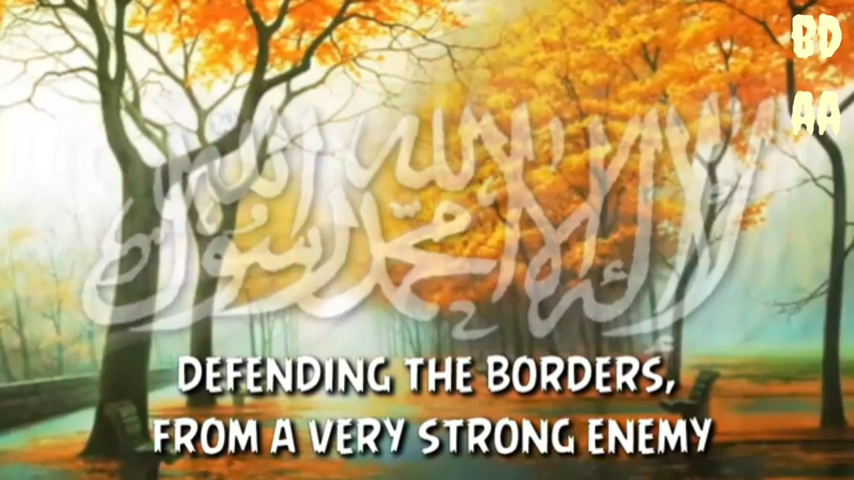 BD
AA
لا إله إلا الله محمد رسول الله
DEFENDING THE BORDERS,
FROM A VERY STRONG ENEMY